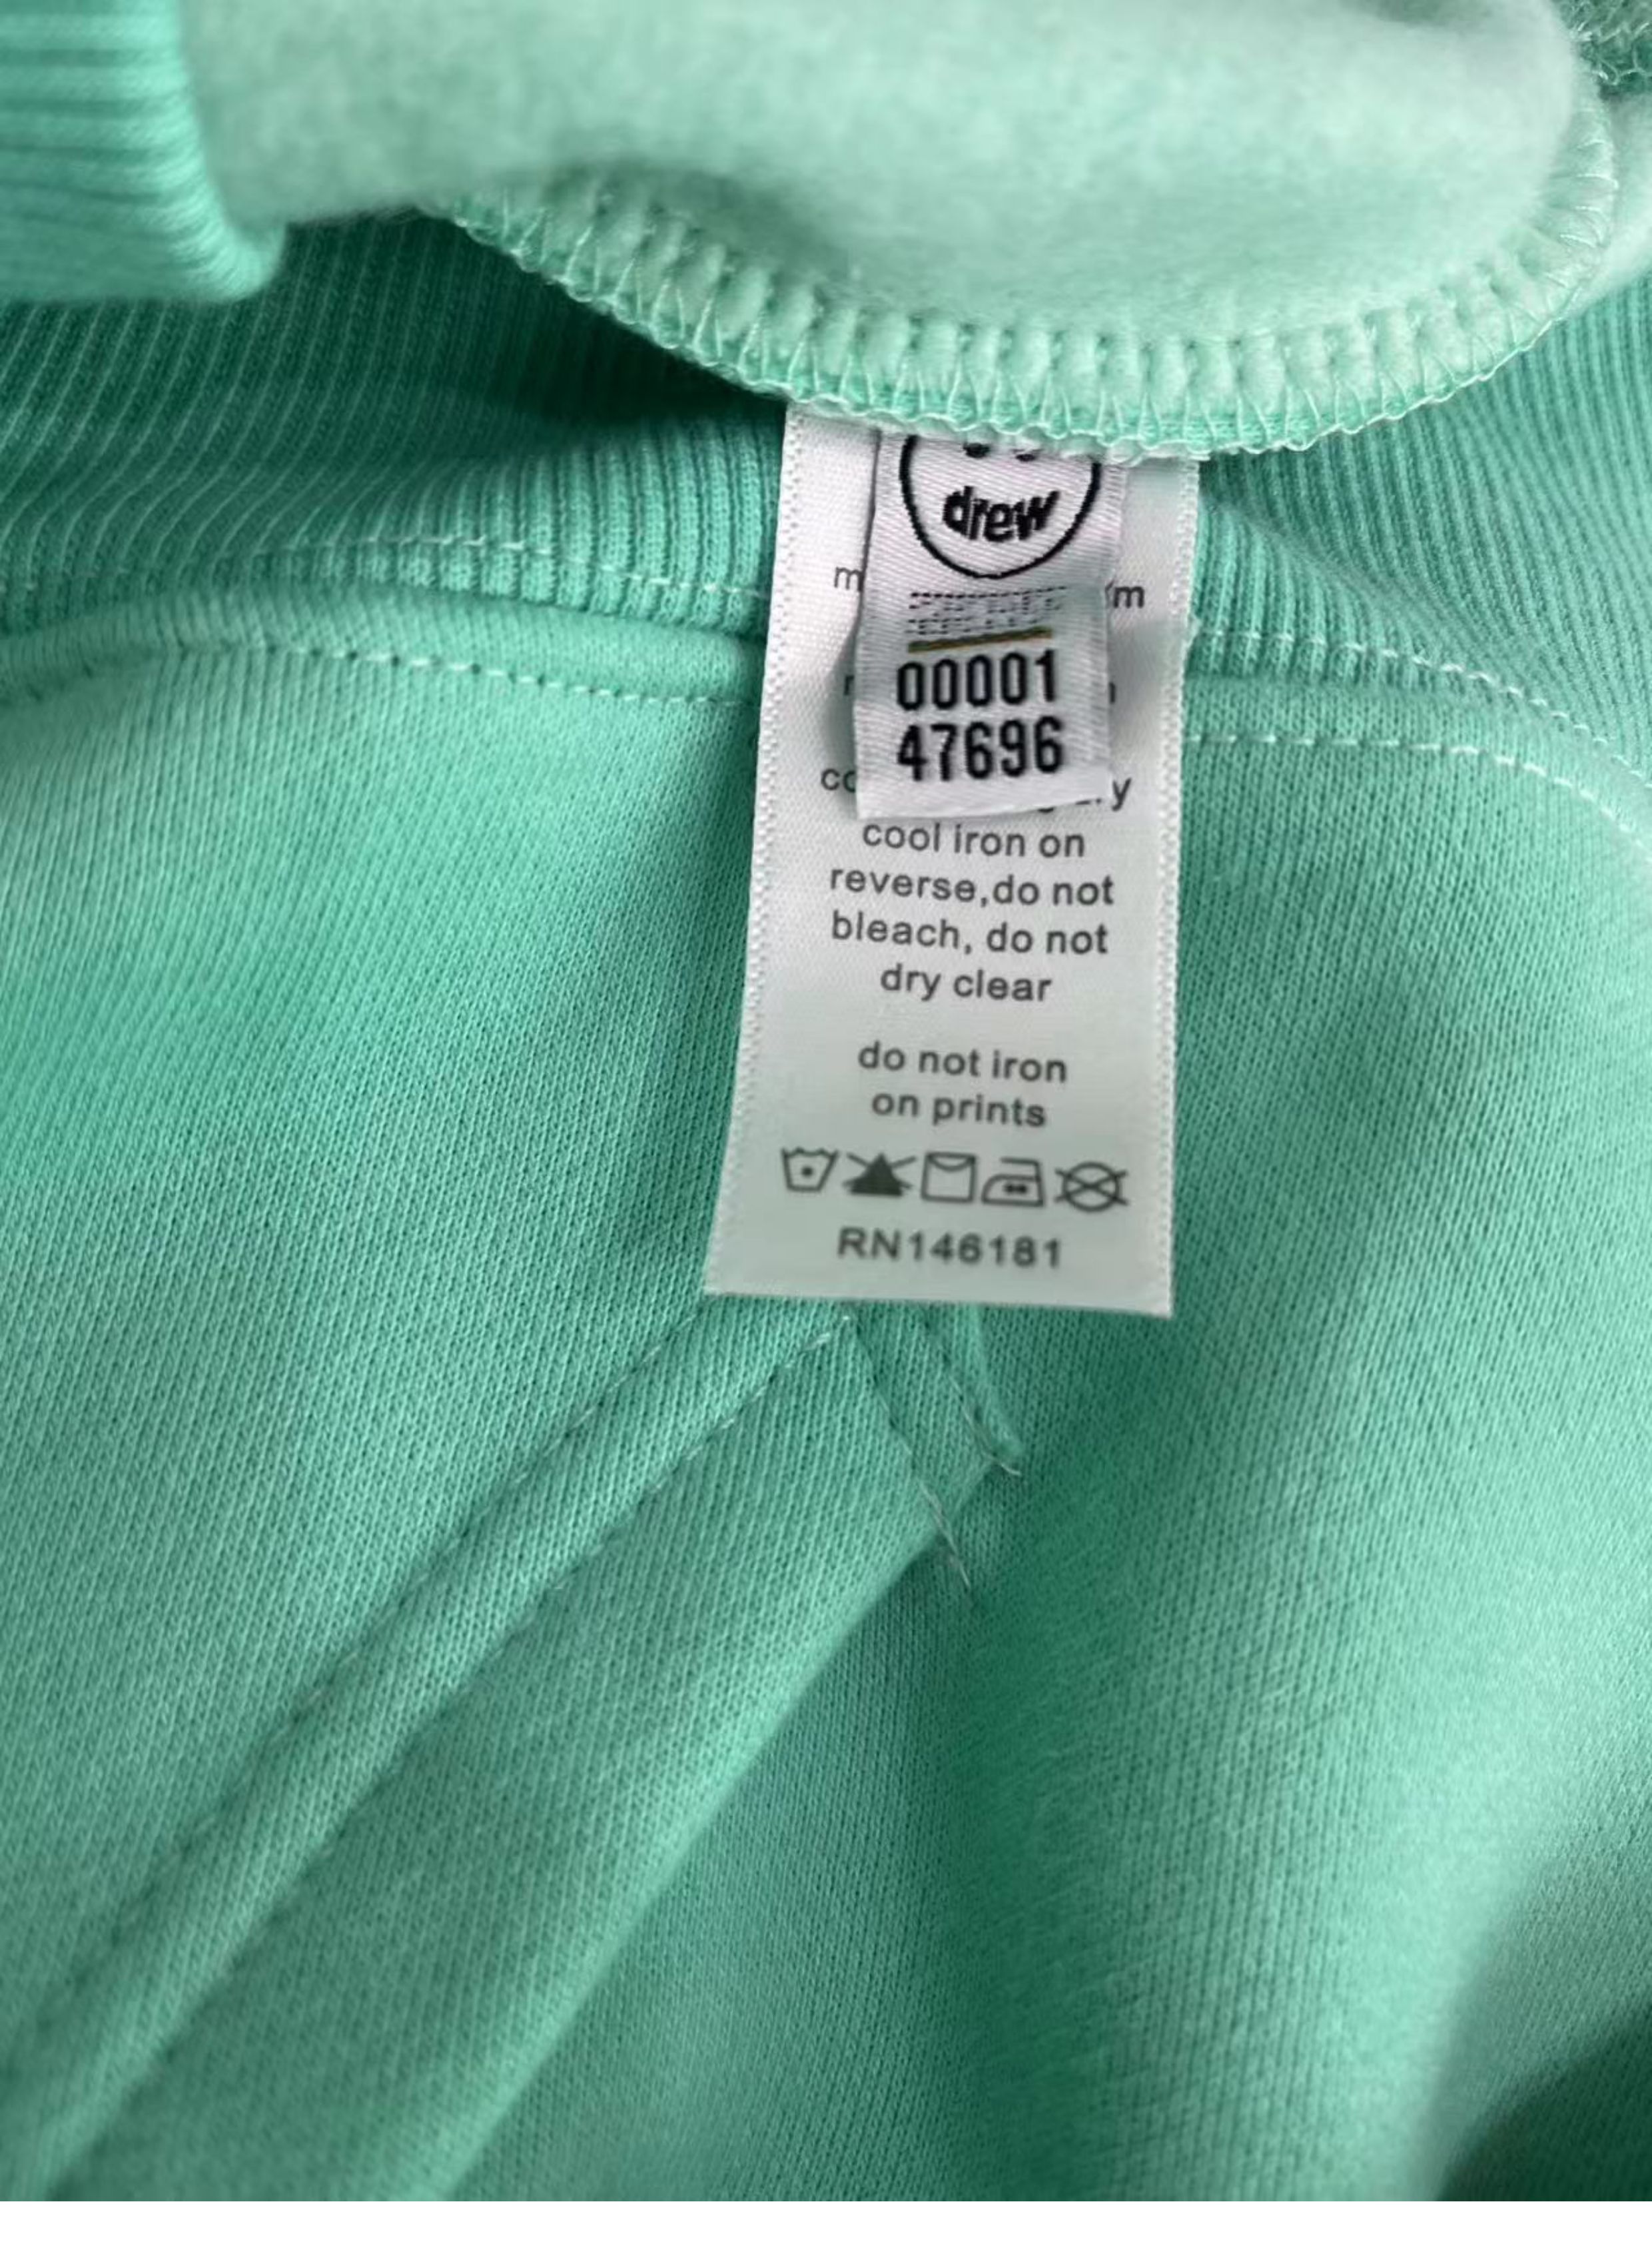 drew
00001
47696
cool iron on
reverse,do not
bleach, do not
dry clear
do not iron
on prints
RN146181